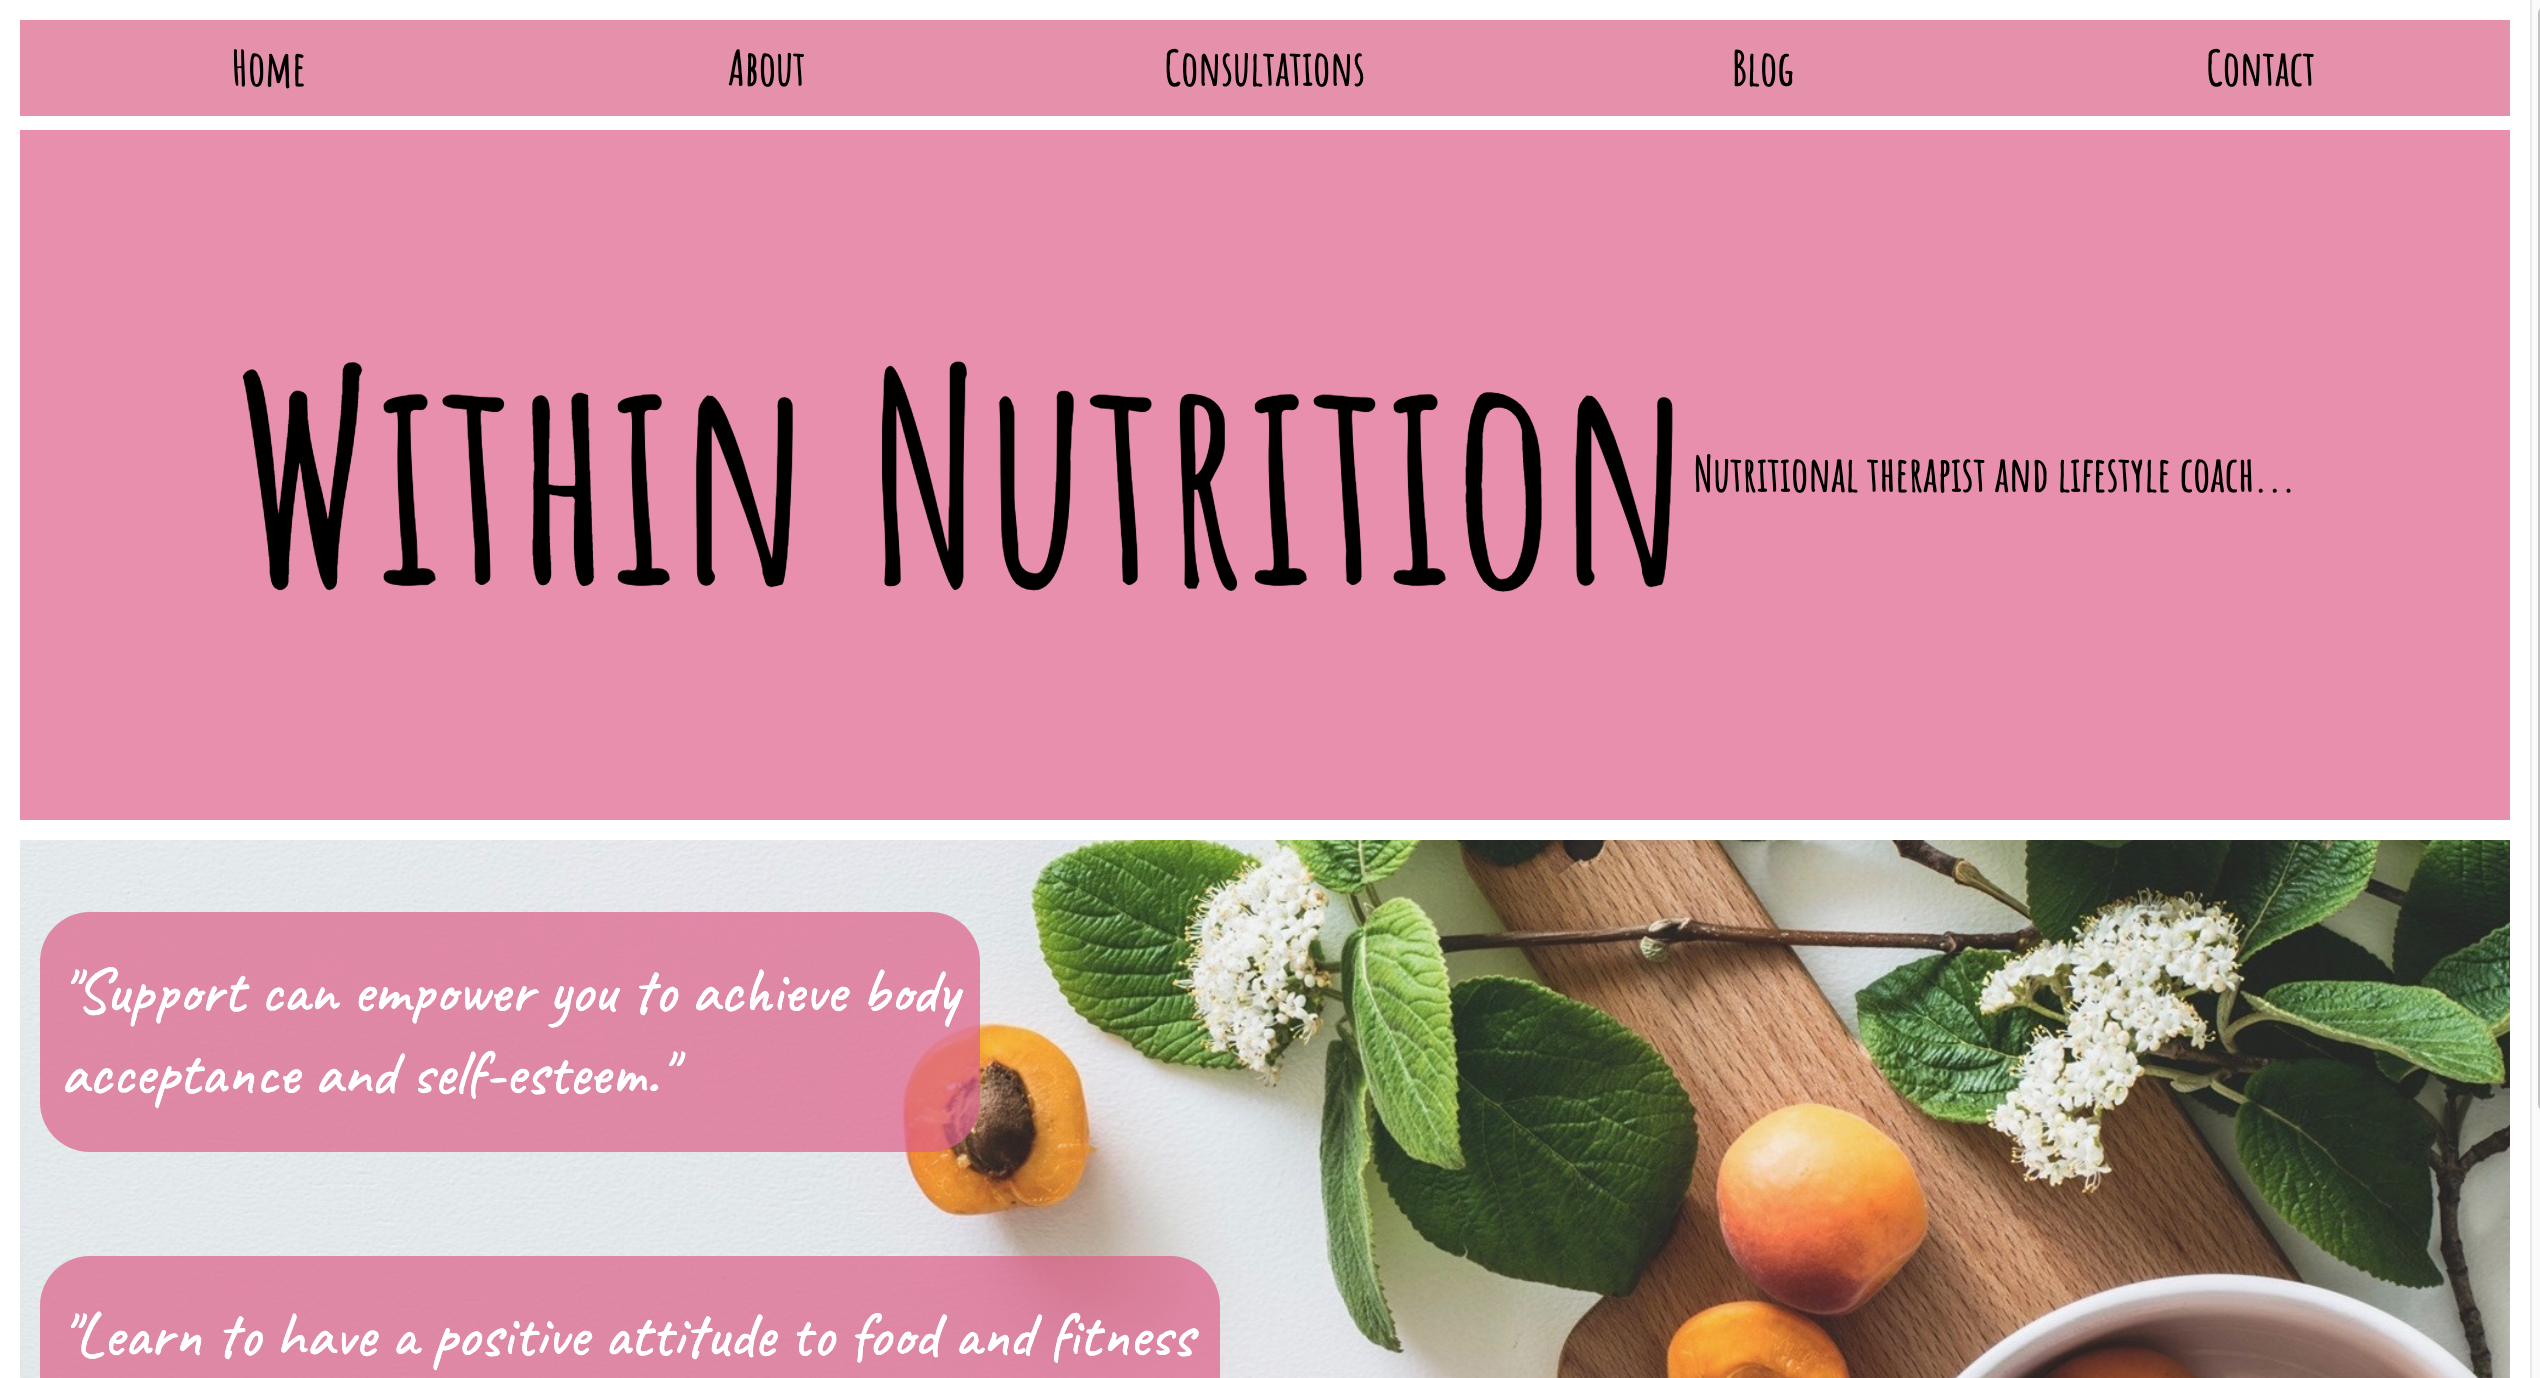 Home About Consultations Blog Contact
Within Nutrition
Nutritional therapist and lifestyle coach...
"Support can empower you to achieve body
acceptance and self-esteem."
"Learn to have a positive attitude to food and fitness